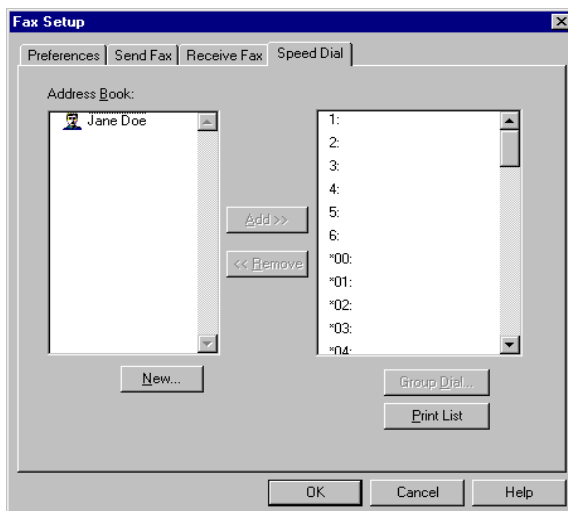 Fax Setup
Preferences Send Fax Receive Fax Speed Dial
Address Book:
Jane Doe
Add >>
<< Remove
New...
1:
2:
3:
4:
5:
6:
*00:
*01:
*02:
*03:
*04:
Group Dial...
Print List
OK Cancel Help